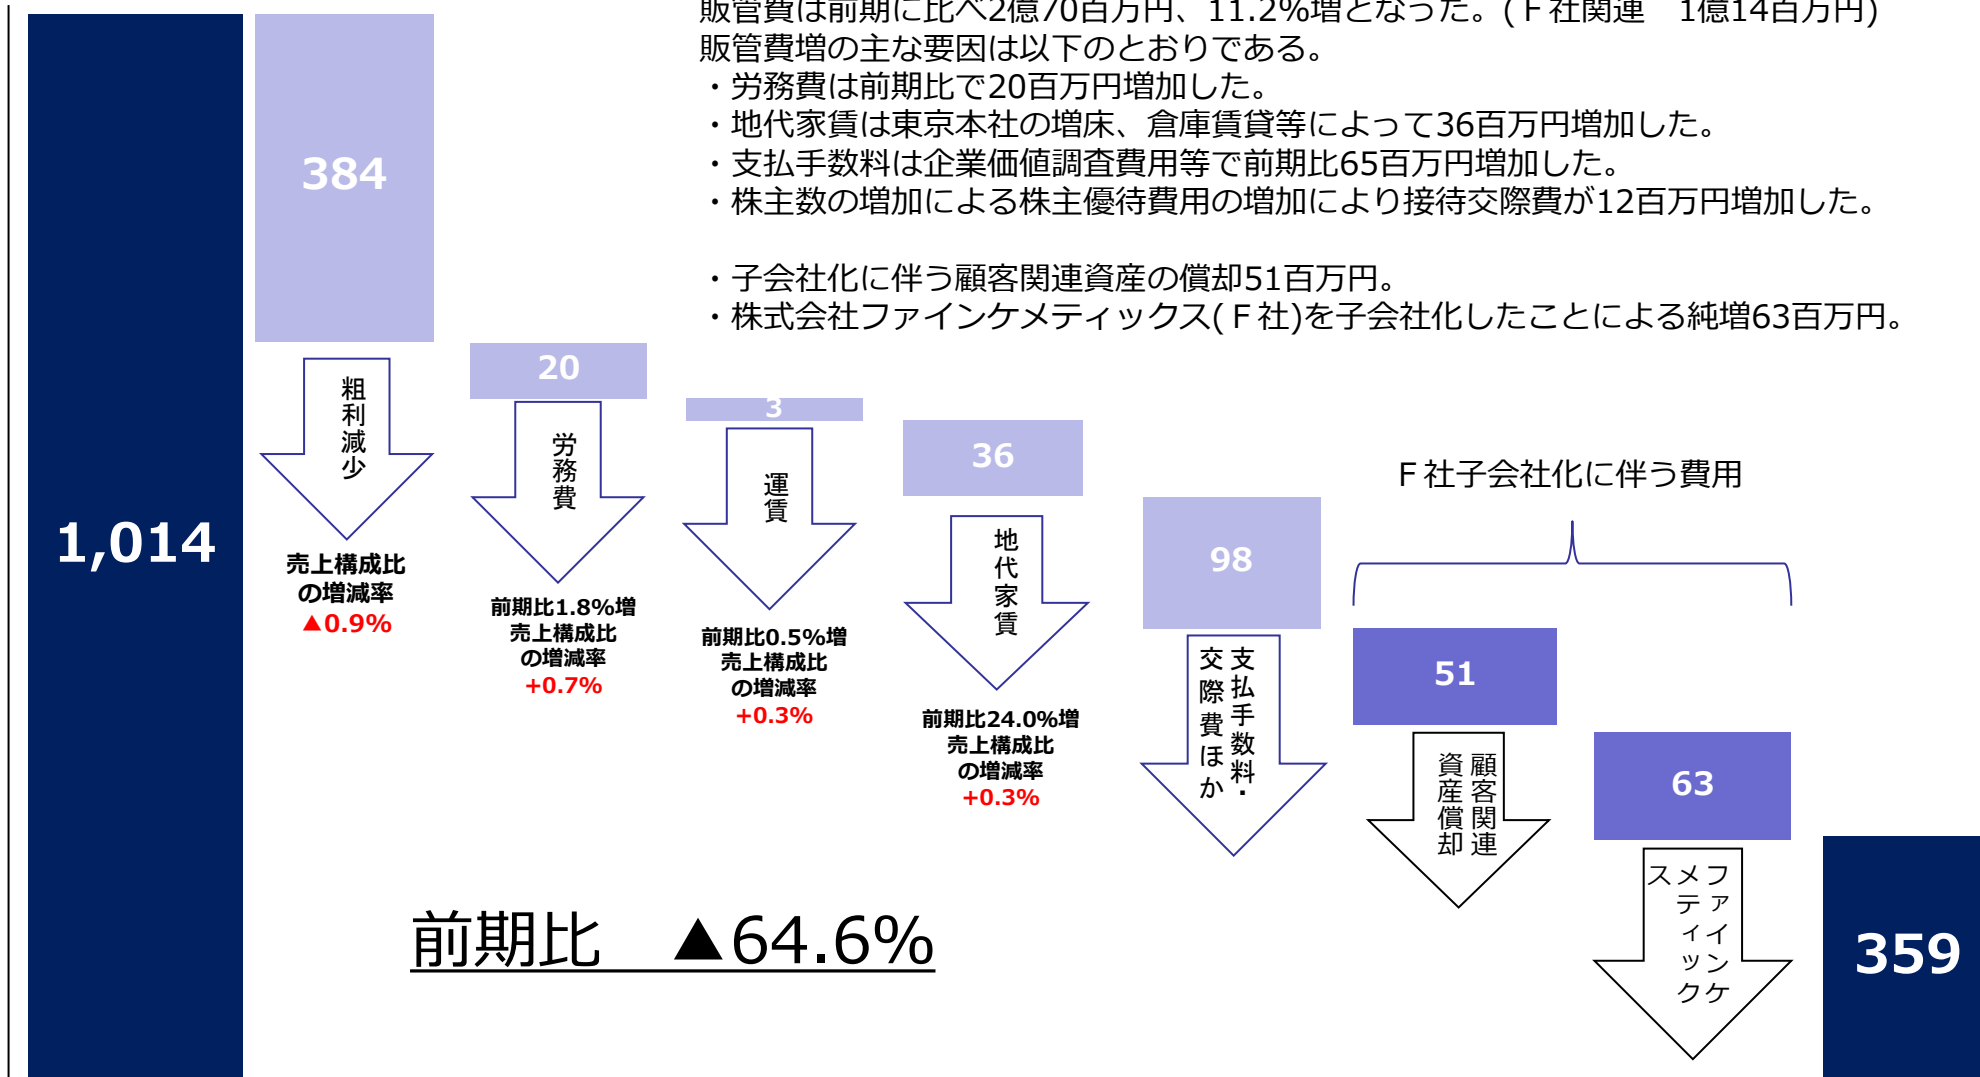 販管費は前期に比べ2億70百万円、11.2%増となった。(Ｆ社関連　1億14百万円)
販管費増の主な要因は以下のとおりである。
・労務費は前期比で20百万円増加した。
・地代家賃は東京本社の増床、倉庫賃貸等によって36百万円増加した。
・支払手数料は企業価値調査費用等で前期比65百万円増加した。
・株主数の増加による株主優待費用の増加により接待交際費が12百万円増加した。
・子会社化に伴う顧客関連資産の償却51百万円。
・株式会社ファインケメティックス(Ｆ社)を子会社化したことによる純増63百万円。
1,014
384
粗利減少
売上構成比
の増減率
▲0.9%
20
労務費
前期比1.8%増
売上構成比
の増減率
+0.7%
3
運賃
前期比0.5%増
売上構成比
の増減率
+0.3%
36
地代家賃
前期比24.0%増
売上構成比
の増減率
+0.3%
98
支払手数料・
交際費ほか
Ｆ社子会社化に伴う費用
51
顧客関連
資産償却
63
ファインケ
メティック
ス
359
前期比　▲64.6%